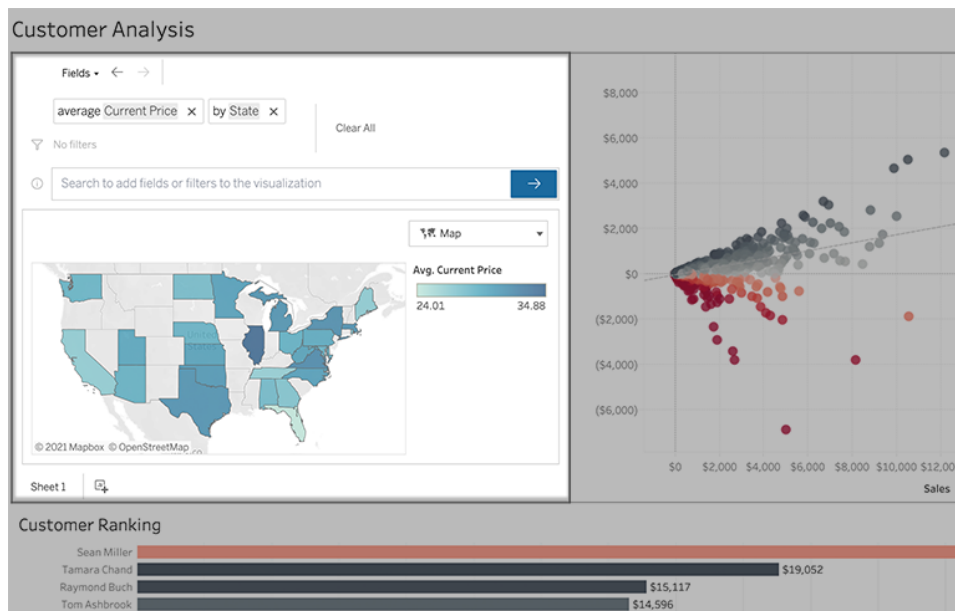 Customer Analysis
Fields
average Current Price
by State
Clear All
No filters
Search to add fields or filters to the visualization
Map
Avg. Current Price
24.01 34.88
United
States
© 2021 Mapbox © OpenStreetMap
Sheet 1
$8,000
$6,000
$4,000
$2,000
$0
($2,000)
($4,000)
($6,000)
$0 $2,000 $4,000 $6,000 $8,000 $10,000 $12,000
Sales
Customer Ranking
Sean Miller
Tamara Chand $19,052
Raymond Buch $15,117
Tom Ashbrook $14,596